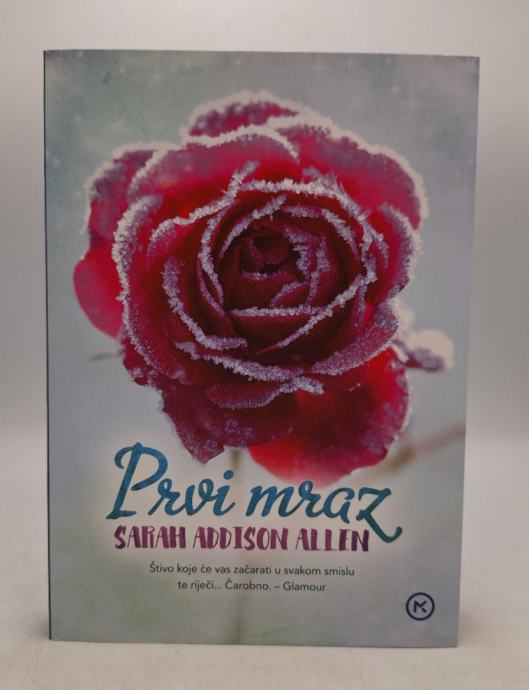 Prvi mraz
SARAH ADDISON ALLEN
Štivo koje će vas začarati u svakom smislu
te riječi... Čarobno. – Glamour